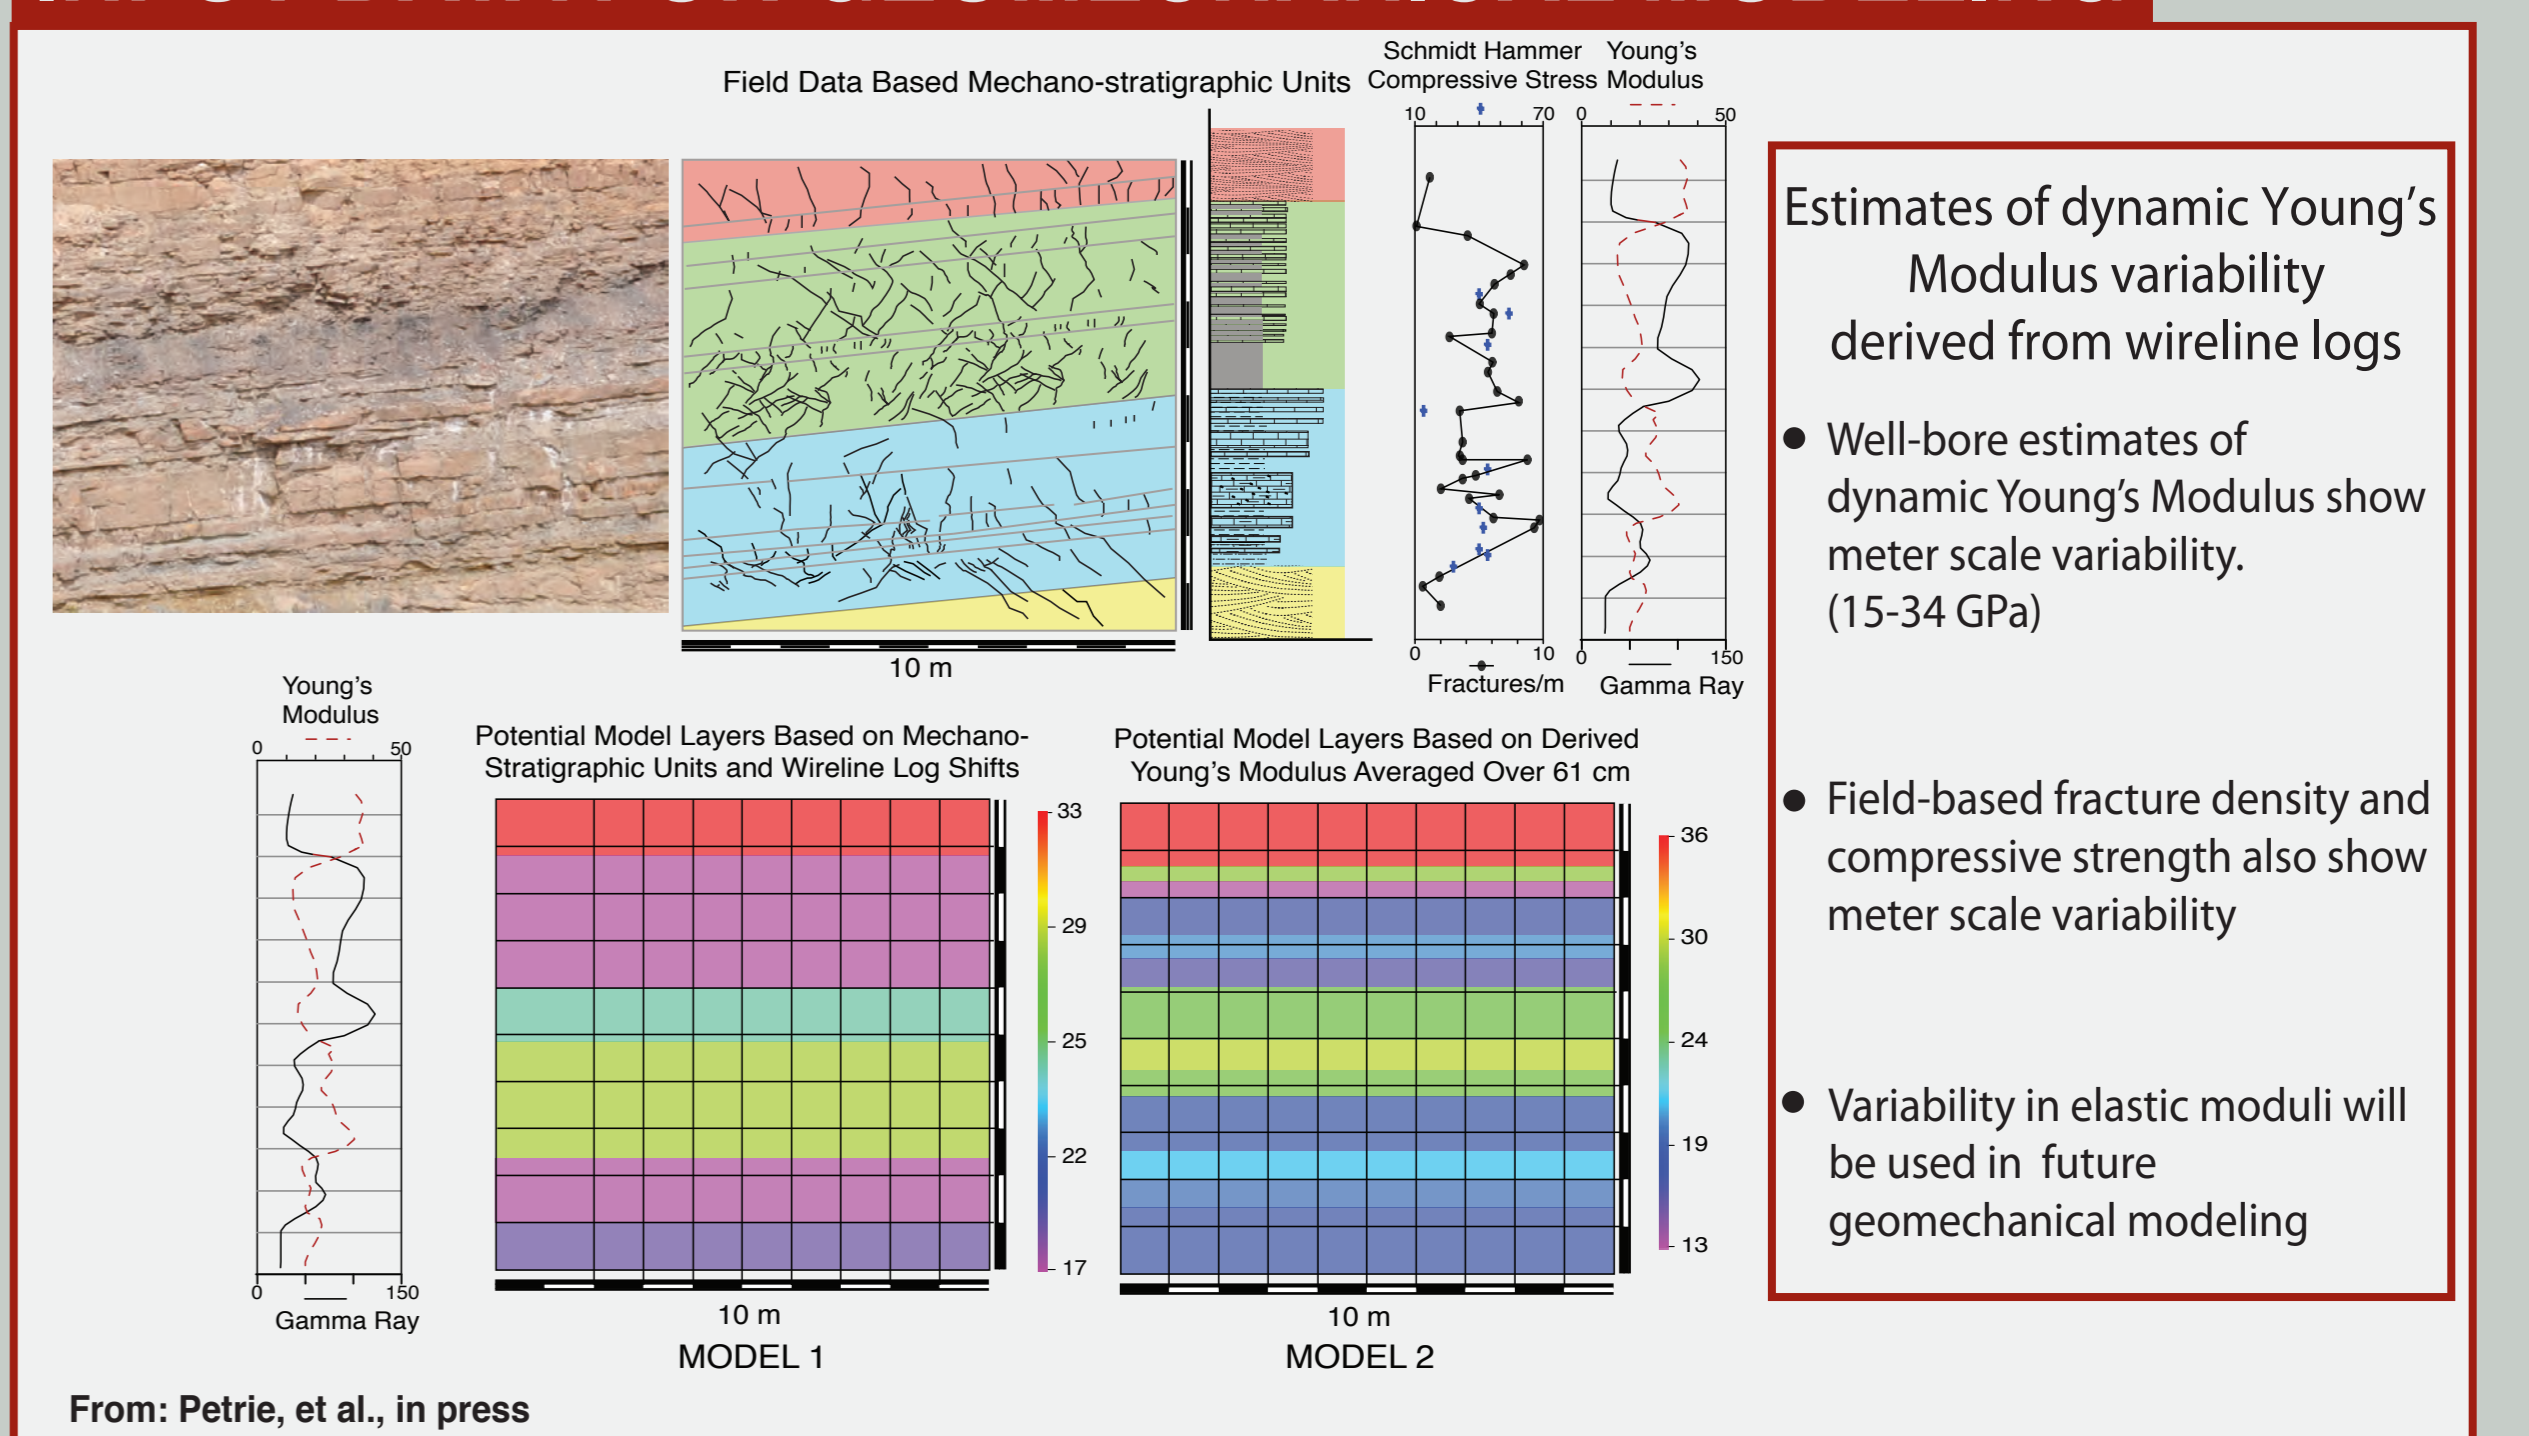 Field Data Based Mechano-stratigraphic Units
Schmidt Hammer
Compressive Stress
Young's
Modulus
10 70
0 50
10 m
0 10
Fractures/m
0 150
Gamma Ray
Estimates of dynamic Young's
Modulus variability
derived from wireline logs
● Well-bore estimates of
dynamic Young's Modulus show
meter scale variability.
(15-34 GPa)
● Field-based fracture density and
compressive strength also show
meter scale variability
● Variability in elastic moduli will
be used in future
geomechanical modeling
Young's
Modulus
0 50
0 150
Gamma Ray
Potential Model Layers Based on Mechano-
Stratigraphic Units and Wireline Log Shifts
33
29
25
22
17
10 m
MODEL 1
Potential Model Layers Based on Derived
Young's Modulus Averaged Over 61 cm
36
30
24
19
13
10 m
MODEL 2
From: Petrie, et al., in press